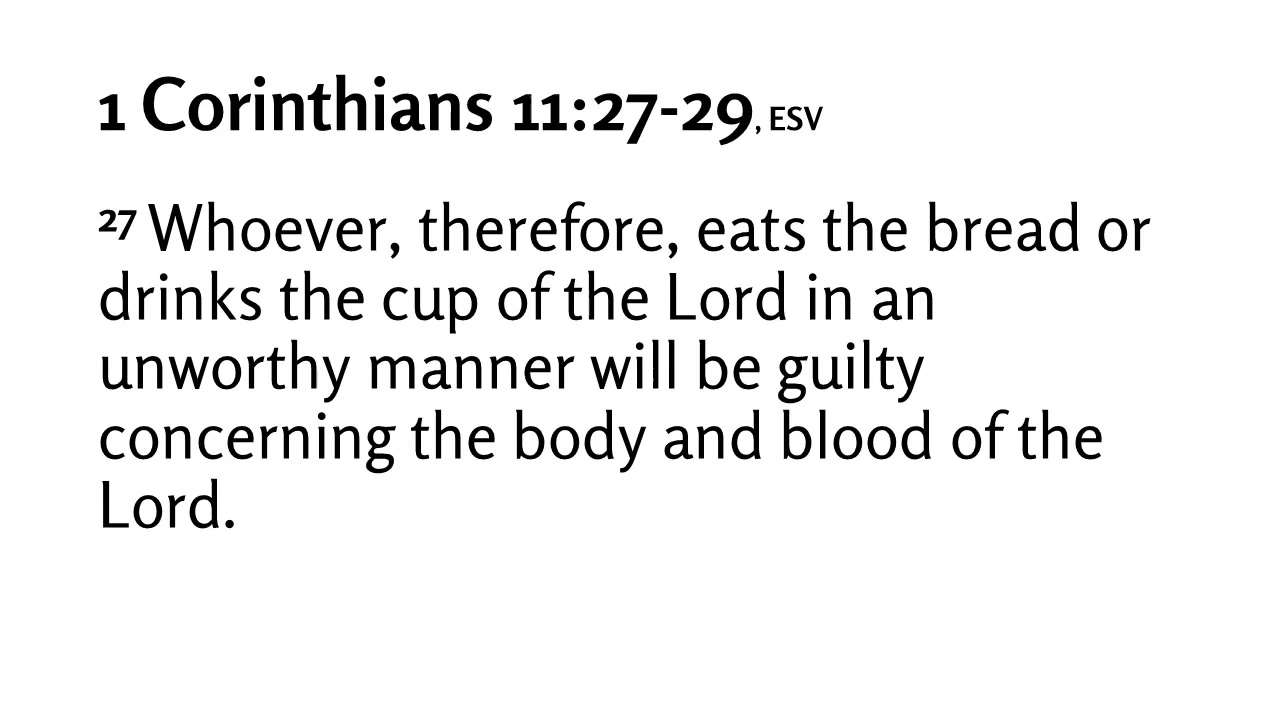 1 Corinthians 11:27-29, ESV
27 Whoever, therefore, eats the bread or
drinks the cup of the Lord in an
unworthy manner will be guilty
concerning the body and blood of the
Lord.